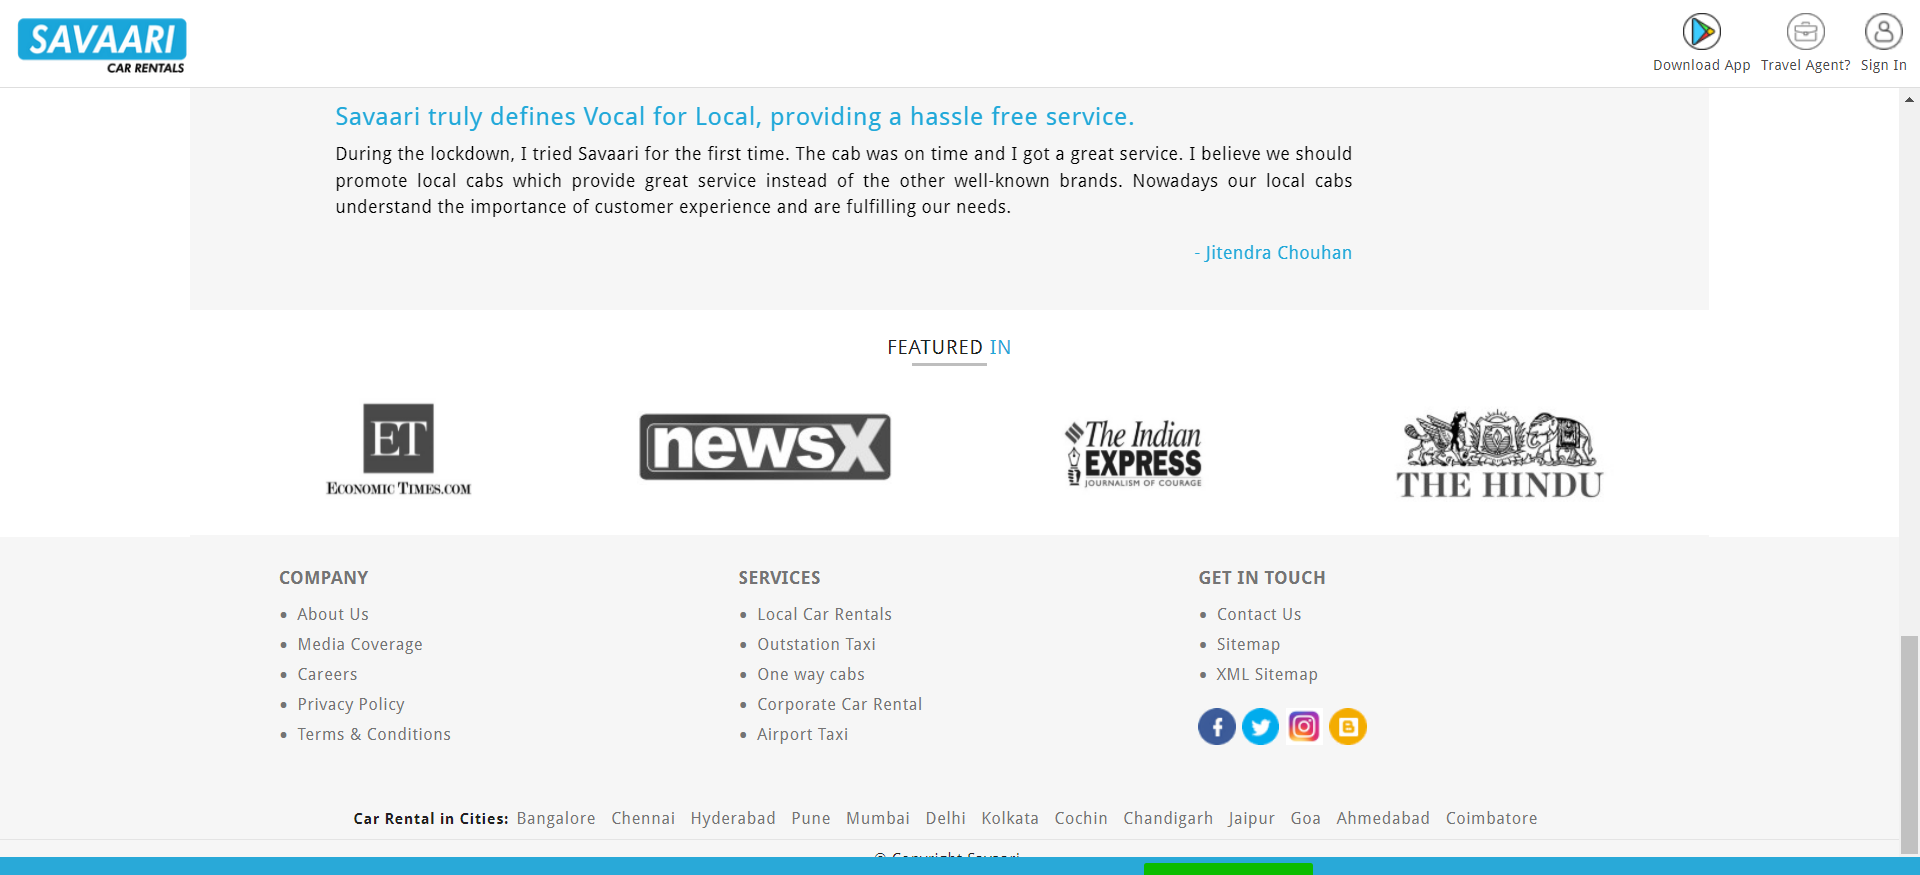 SAVAARI
CAR RENTALS
Download App
Travel Agent?
Sign In
Savaari truly defines Vocal for Local, providing a hassle free service.
During the lockdown, I tried Savaari for the first time. The cab was on time and I got a great service. I believe we should
promote local cabs which provide great service instead of the other well-known brands. Nowadays our local cabs
understand the importance of customer experience and are fulfilling our needs.
- Jitendra Chouhan
FEATURED IN
ET
ECONOMIC TIMES.COM
newsX
The Indian
EXPRESS
JOURNALISM OF COURAGE
THE HINDU
COMPANY
About Us
Media Coverage
Careers
Privacy Policy
Terms & Conditions
SERVICES
Local Car Rentals
Outstation Taxi
One way cabs
Corporate Car Rental
Airport Taxi
GET IN TOUCH
Contact Us
Sitemap
XML Sitemap
Car Rental in Cities: Bangalore Chennai Hyderabad Pune Mumbai Delhi Kolkata Cochin Chandigarh Jaipur Goa Ahmedabad Coimbatore
© Copyright Savaari